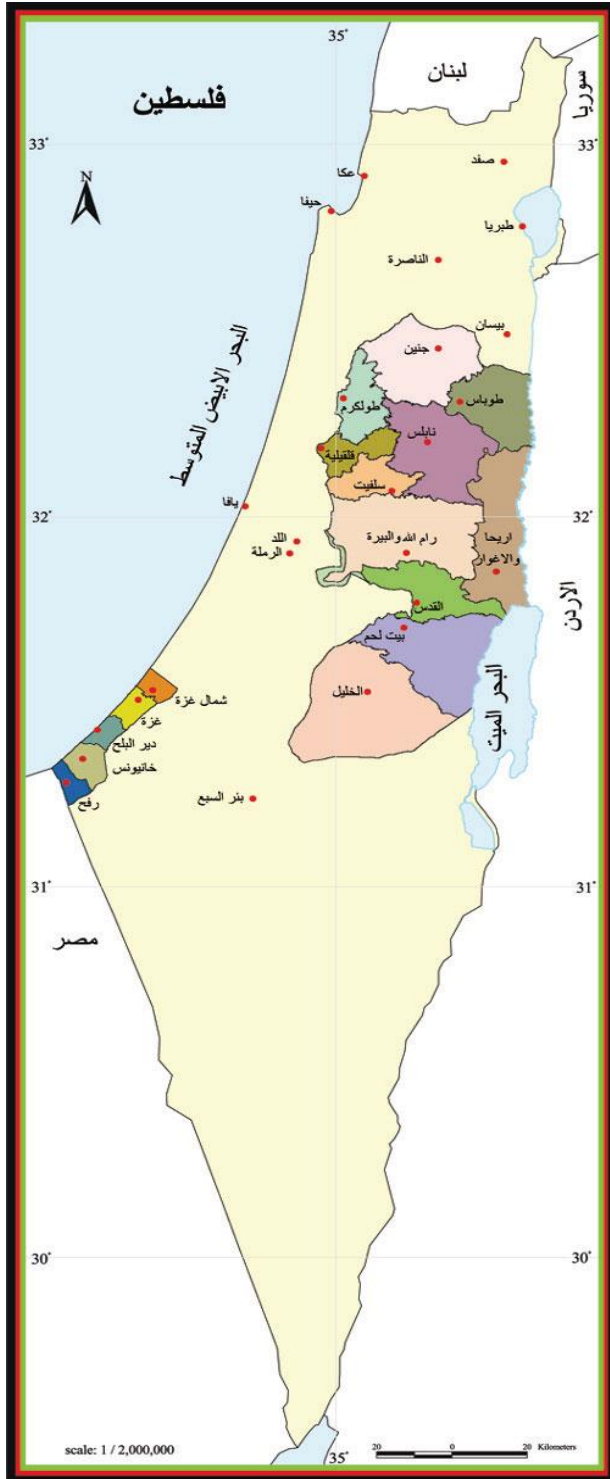 35°
لبنان
سوريا
فلسطين
33°
33°
N
صفد
عكا
حيفا
طبريا
الناصرة
بيسان
البحر الابيض المتوسط
جنين
طوباس
طولكرم
نابلس
قلقيلية
سلفيت
32°
32°
يافا
اللد
الرملة
رام الله والبيرة
اريحا
والاغوار
الاردن
القدس
بيت لحم
البحر الميت
الخليل
شمال غزة
غزة
دير البلح
خانيونس
رفح
بئر السبع
31°
31°
مصر
30°
30°
scale: 1 / 2,000,000
35°
20 0 20 Kilometers